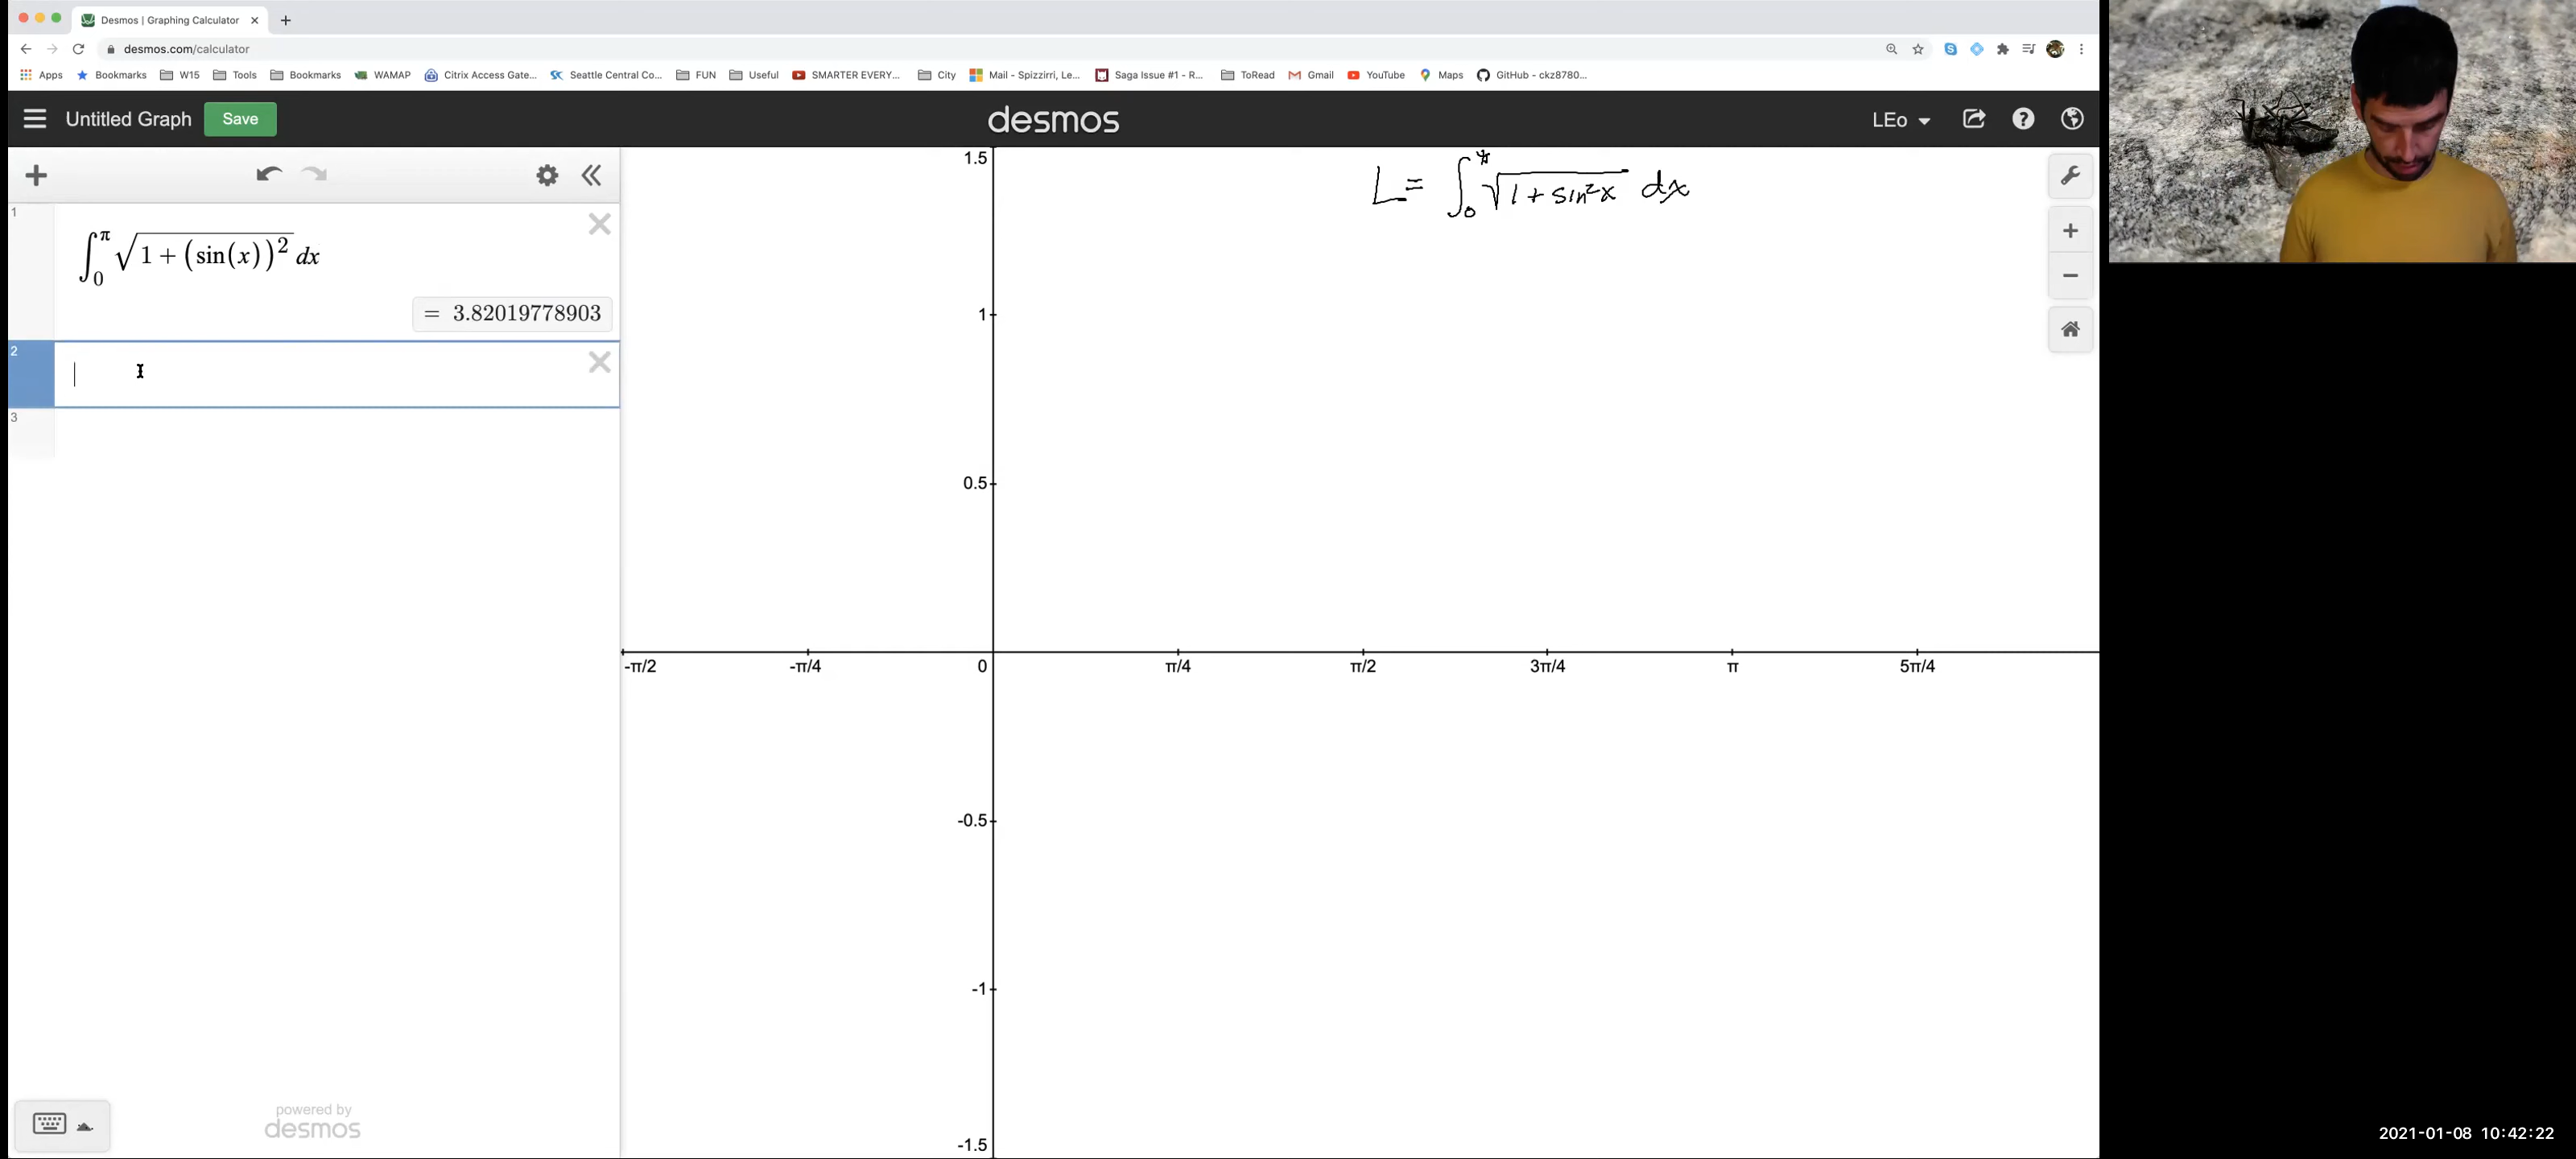 Desmos | Graphing Calculator
desmos.com/calculator
Apps Bookmarks W15 Tools Bookmarks WAMAP Citrix Access Gate... Seattle Central Co... FUN Useful SMARTER EVERY... City Mail - Spizzirri, Le... Saga Issue #1 - R... ToRead Gmail YouTube Maps GitHub - ckz8780...
Untitled Graph Save desmos LEo
1
∫₀^π √(1 + (sin(x))²) dx
= 3.82019778903
2
3
L = ∫₀^π √(1 + sin²x) dx
1.5
1
0.5
-π/2 -π/4 0 π/4 π/2 3π/4 π 5π/4
-0.5
-1
-1.5
powered by
desmos
2021-01-08 10:42:22